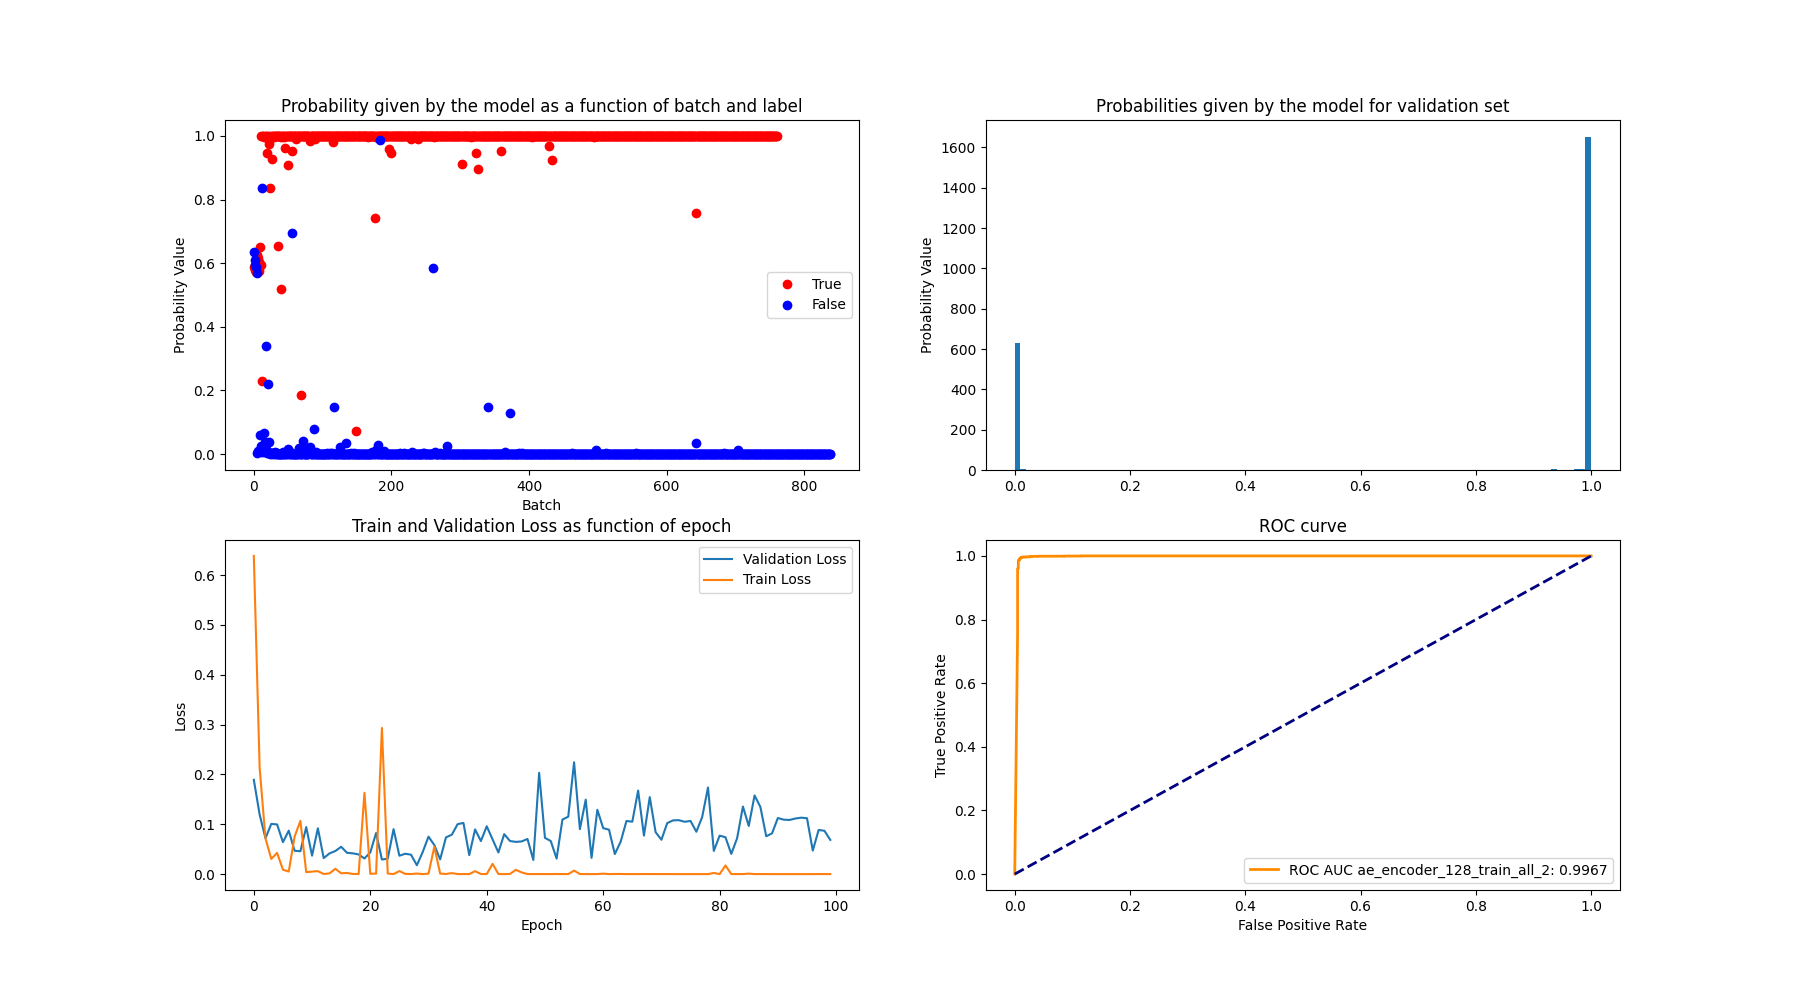 Probability given by the model as a function of batch and label
1.0
0.8
0.6
0.4
0.2
0.0
Probability Value
0 200 400 600 800
Batch
True
False
Probabilities given by the model for validation set
1600
1400
1200
1000
800
600
400
200
0
Probability Value
0.0 0.2 0.4 0.6 0.8 1.0
Train and Validation Loss as function of epoch
0.6
0.5
0.4
0.3
0.2
0.1
0.0
Loss
0 20 40 60 80 100
Epoch
Validation Loss
Train Loss
ROC curve
1.0
0.8
0.6
0.4
0.2
0.0
True Positive Rate
0.0 0.2 0.4 0.6 0.8 1.0
False Positive Rate
ROC AUC ae_encoder_128_train_all_2: 0.9967